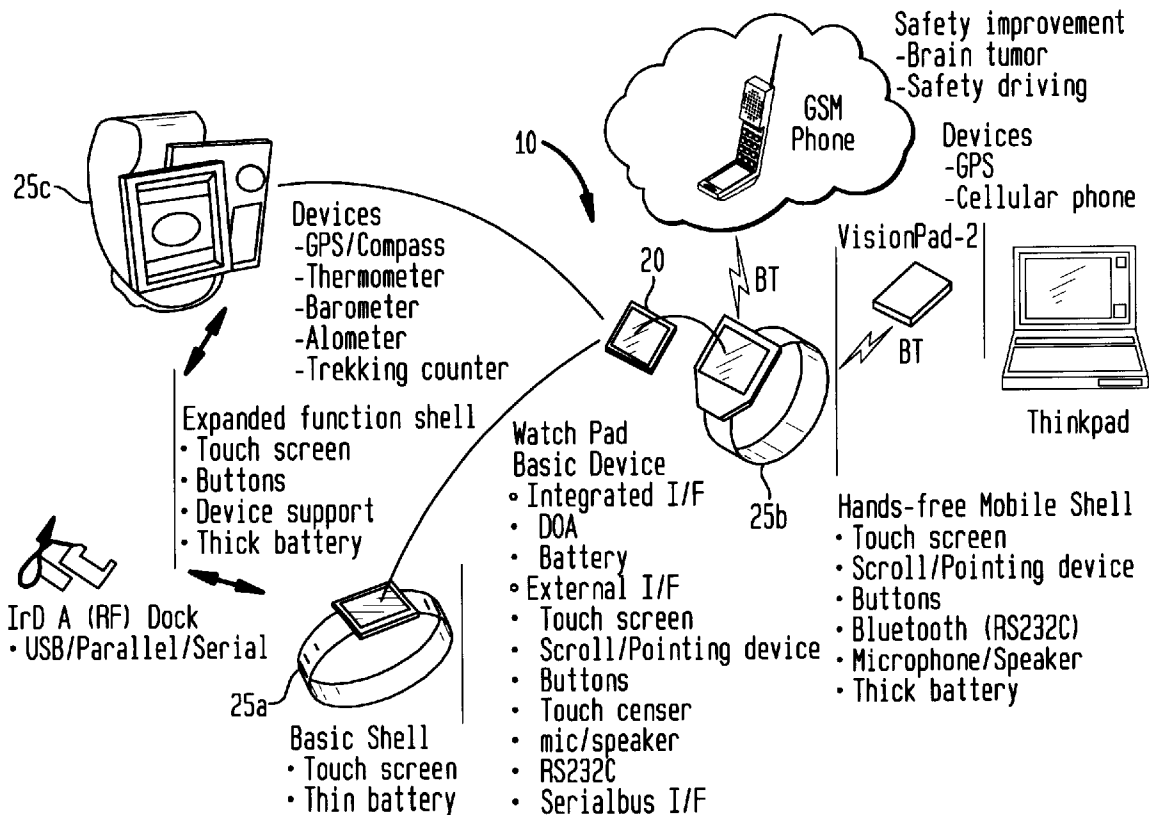 Safety improvement
-Brain tumor
-Safety driving
GSM
Phone
10
Devices
-GPS
-Cellular phone
25c
Devices
-GPS/Compass
-Thermometer
-Barometer
-Alometer
-Trekking counter
20
BT
VisionPad-2
BT
Thinkpad
Expanded function shell
• Touch screen
• Buttons
• Device support
• Thick battery
Watch Pad
Basic Device
∘ Integrated I/F
• DOA
• Battery
∘ External I/F
• Touch screen
• Scroll/Pointing device
• Buttons
• Touch censer
• mic/speaker
• RS232C
• Serialbus I/F
25b
Hands-free Mobile Shell
• Touch screen
• Scroll/Pointing device
• Buttons
• Bluetooth (RS232C)
• Microphone/Speaker
• Thick battery
IrD A (RF) Dock
• USB/Parallel/Serial
25a
Basic Shell
• Touch screen
• Thin battery